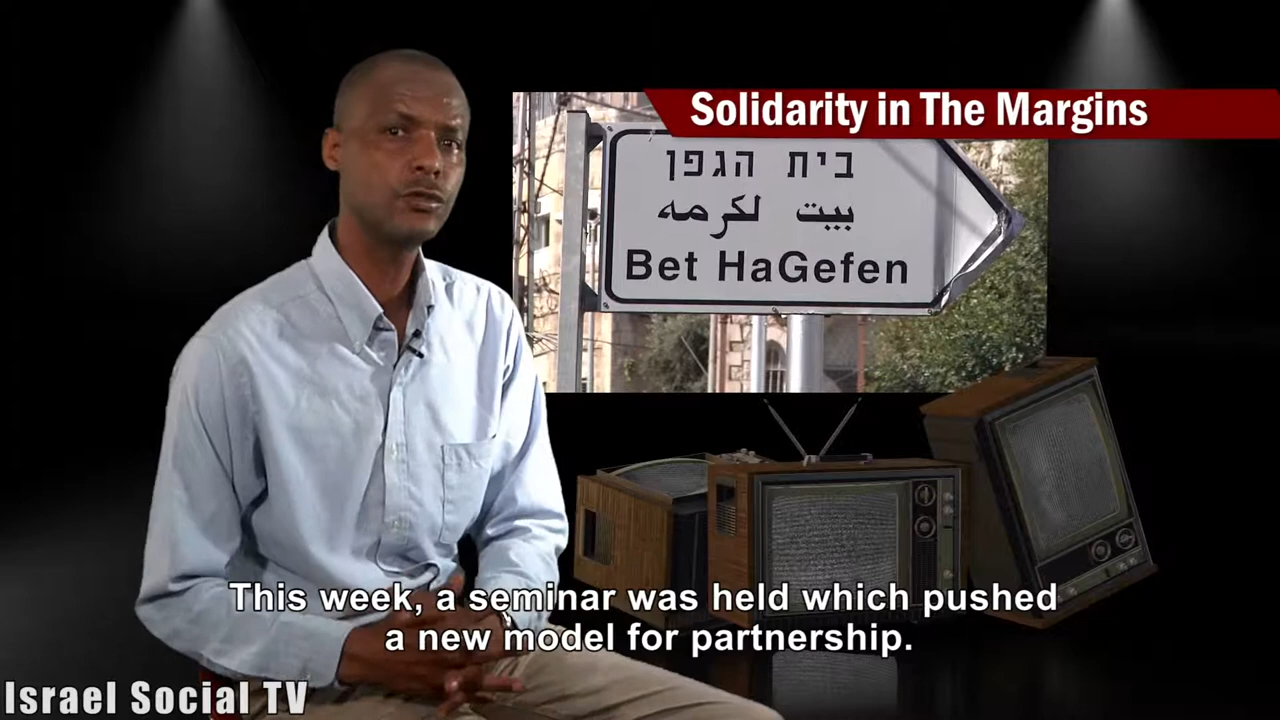 Solidarity in The Margins
בית הגפן
بيت لكرمه
Bet HaGefen
This week, a seminar was held which pushed
a new model for partnership.
Israel Social TV